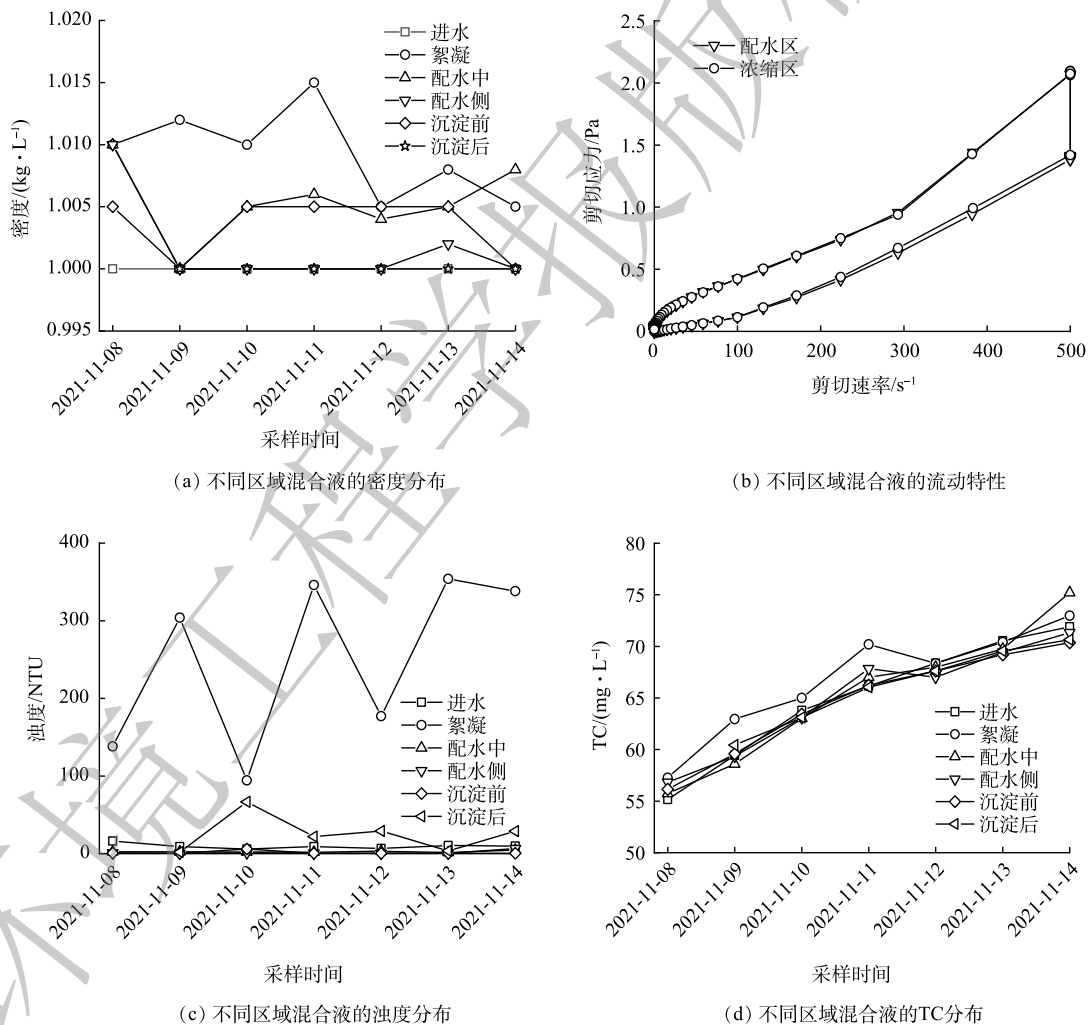 1.020
1.015
1.010
1.005
1.000
0.995
密度/(kg·L⁻¹)
进水
絮凝
配水中
配水侧
沉淀前
沉淀后
2021-11-08
2021-11-09
2021-11-10
2021-11-11
2021-11-12
2021-11-13
2021-11-14
采样时间
(a) 不同区域混合液的密度分布
2.5
2.0
1.5
1.0
0.5
0
剪切应力/Pa
配水区
浓缩区
0
100
200
300
400
500
剪切速率/s⁻¹
(b) 不同区域混合液的流动特性
400
300
200
100
0
浊度/NTU
进水
絮凝
配水中
配水侧
沉淀前
沉淀后
2021-11-08
2021-11-09
2021-11-10
2021-11-11
2021-11-12
2021-11-13
2021-11-14
采样时间
(c) 不同区域混合液的浊度分布
80
75
70
65
60
55
50
TC/(mg·L⁻¹)
进水
絮凝
配水中
配水侧
沉淀前
沉淀后
2021-11-08
2021-11-09
2021-11-10
2021-11-11
2021-11-12
2021-11-13
2021-11-14
采样时间
(d) 不同区域混合液的TC分布
环境工程学报版